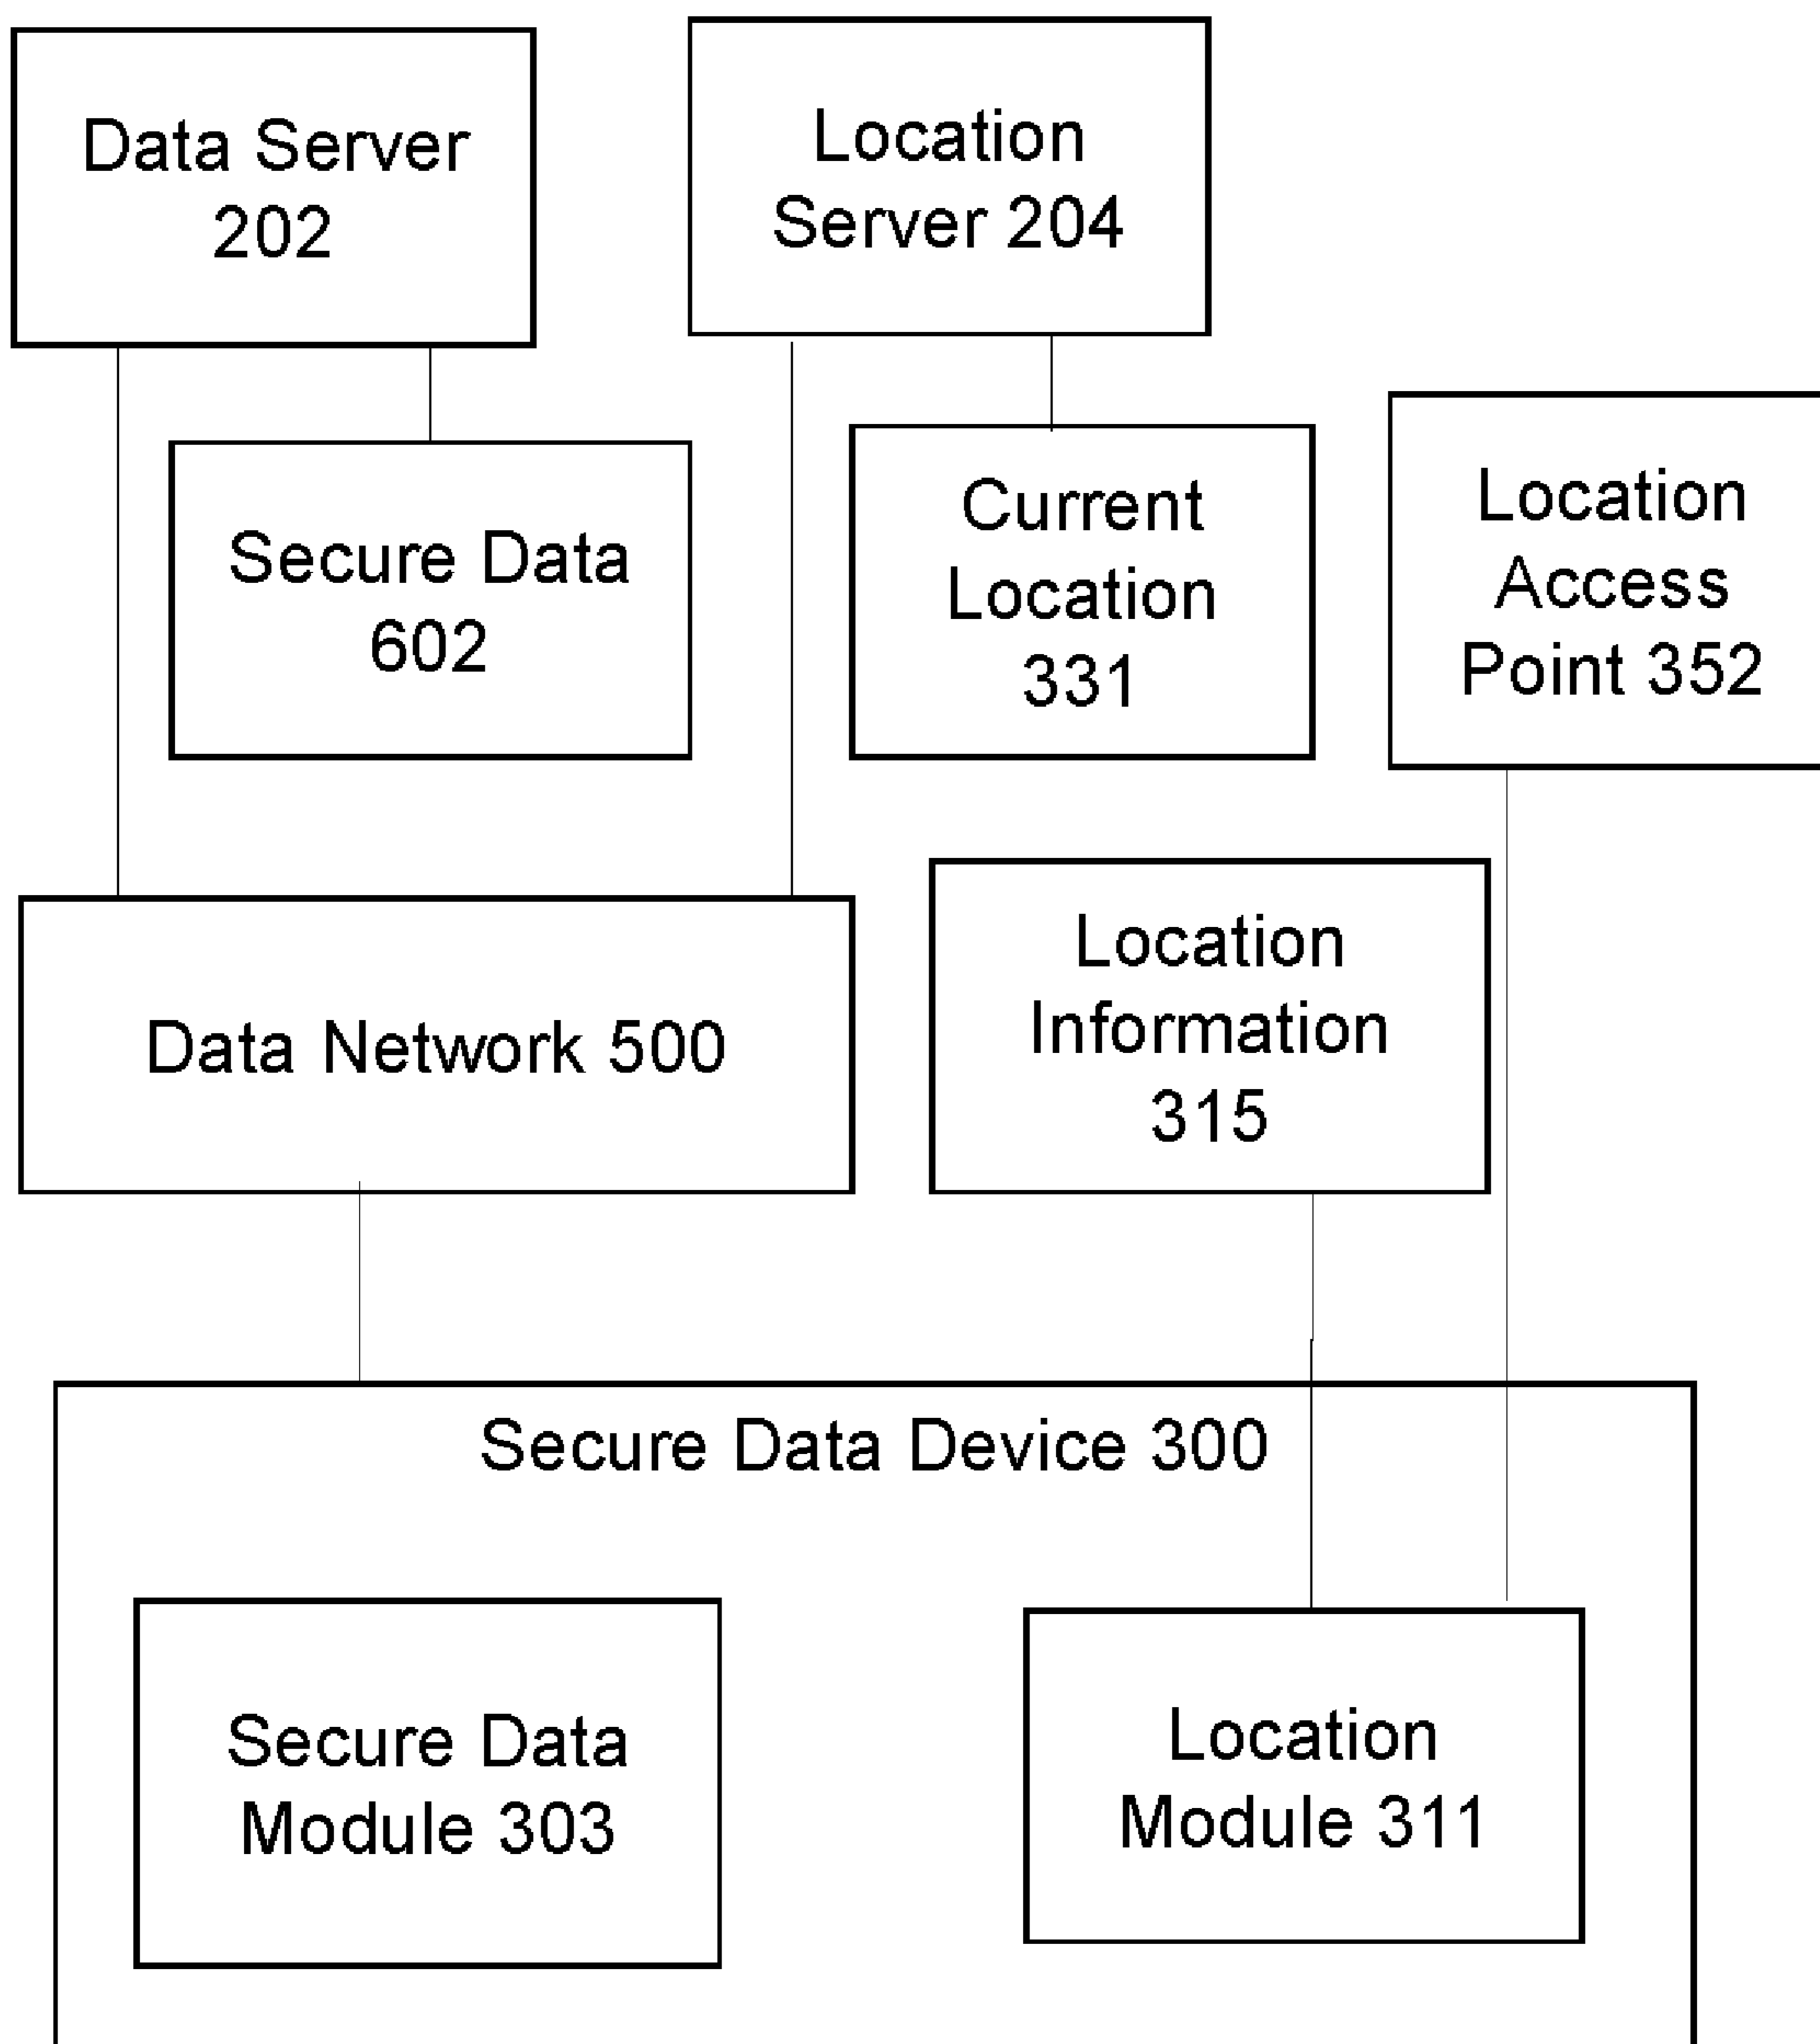 Data Server
202
Location
Server 204
Secure Data
602
Current
Location
331
Location
Access
Point 352
Data Network 500
Location
Information
315
Secure Data Device 300
Secure Data
Module 303
Location
Module 311